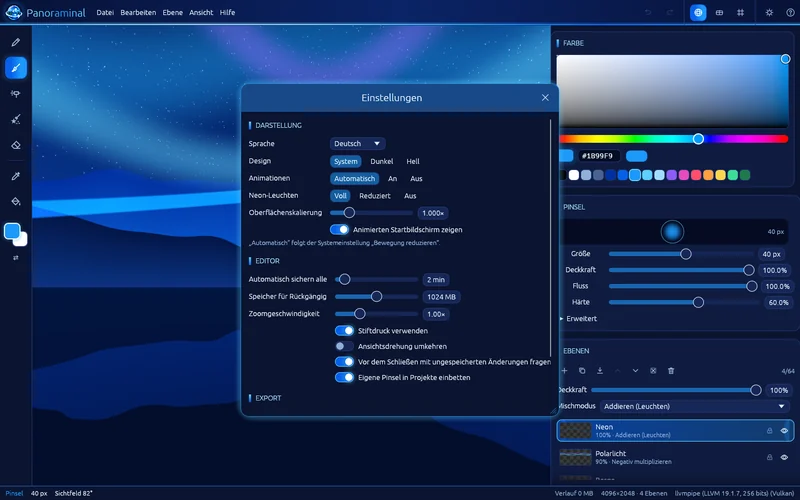 Panoraminal Datei Bearbeiten Ebene Ansicht Hilfe
FARBE
#1B99F9
PINSEL
40 px
Größe 40 px
Deckkraft 100.0%
Fluss 100.0%
Härte 60.0%
Erweitert
EBENEN
4/64
Deckkraft 100%
Mischmodus Addieren (Leuchten)
Neon
100% · Addieren (Leuchten)
Polarlicht
90% · Negativ multiplizieren
Einstellungen
DARSTELLUNG
Sprache Deutsch
Design System Dunkel Hell
Animationen Automatisch An Aus
Neon-Leuchten Voll Reduziert Aus
Oberflächenskalierung 1.000×
Animierten Startbildschirm zeigen
„Automatisch“ folgt der Systemeinstellung „Bewegung reduzieren“.
EDITOR
Automatisch sichern alle 2 min
Speicher für Rückgängig 1024 MB
Zoomgeschwindigkeit 1.00×
Stiftdruck verwenden
Ansichtsdrehung umkehren
Vor dem Schließen mit ungespeicherten Änderungen fragen
Eigene Pinsel in Projekte einbetten
EXPORT
Pinsel 40 px Sichtfeld 82° Verlauf 0 MB 4096×2048 · 4 Ebenen llvmpipe (LLVM 19.1.7, 256 bits) (Vulkan)